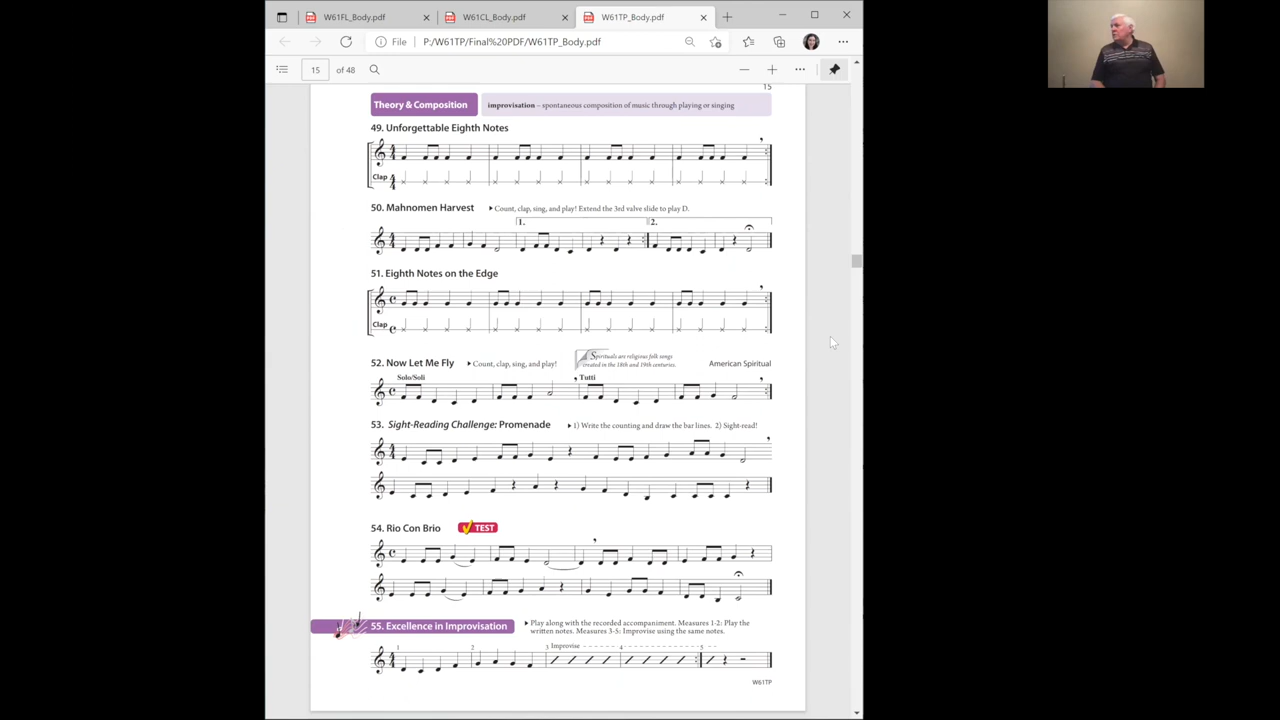 W61FL_Body.pdf
W61CL_Body.pdf
W61TP_Body.pdf
File P:/W61TP/Final%20PDF/W61TP_Body.pdf
15 of 48
15
Theory & Composition improvisation – spontaneous composition of music through playing or singing
49. Unforgettable Eighth Notes
Clap
50. Mahnomen Harvest Count, clap, sing, and play! Extend the 3rd valve slide to play D.
1. 2.
51. Eighth Notes on the Edge
Clap
52. Now Let Me Fly Count, clap, sing, and play! Spirituals are religious folk songs
created in the 18th and 19th centuries. American Spiritual
Solo/Soli Tutti
53. Sight-Reading Challenge: Promenade 1) Write the counting and draw the bar lines. 2) Sight-read!
54. Rio Con Brio TEST
55. Excellence in Improvisation Play along with the recorded accompaniment. Measures 1-2: Play the
written notes. Measures 3-5: Improvise using the same notes.
1 2 3 Improvise 4 5
W61TP